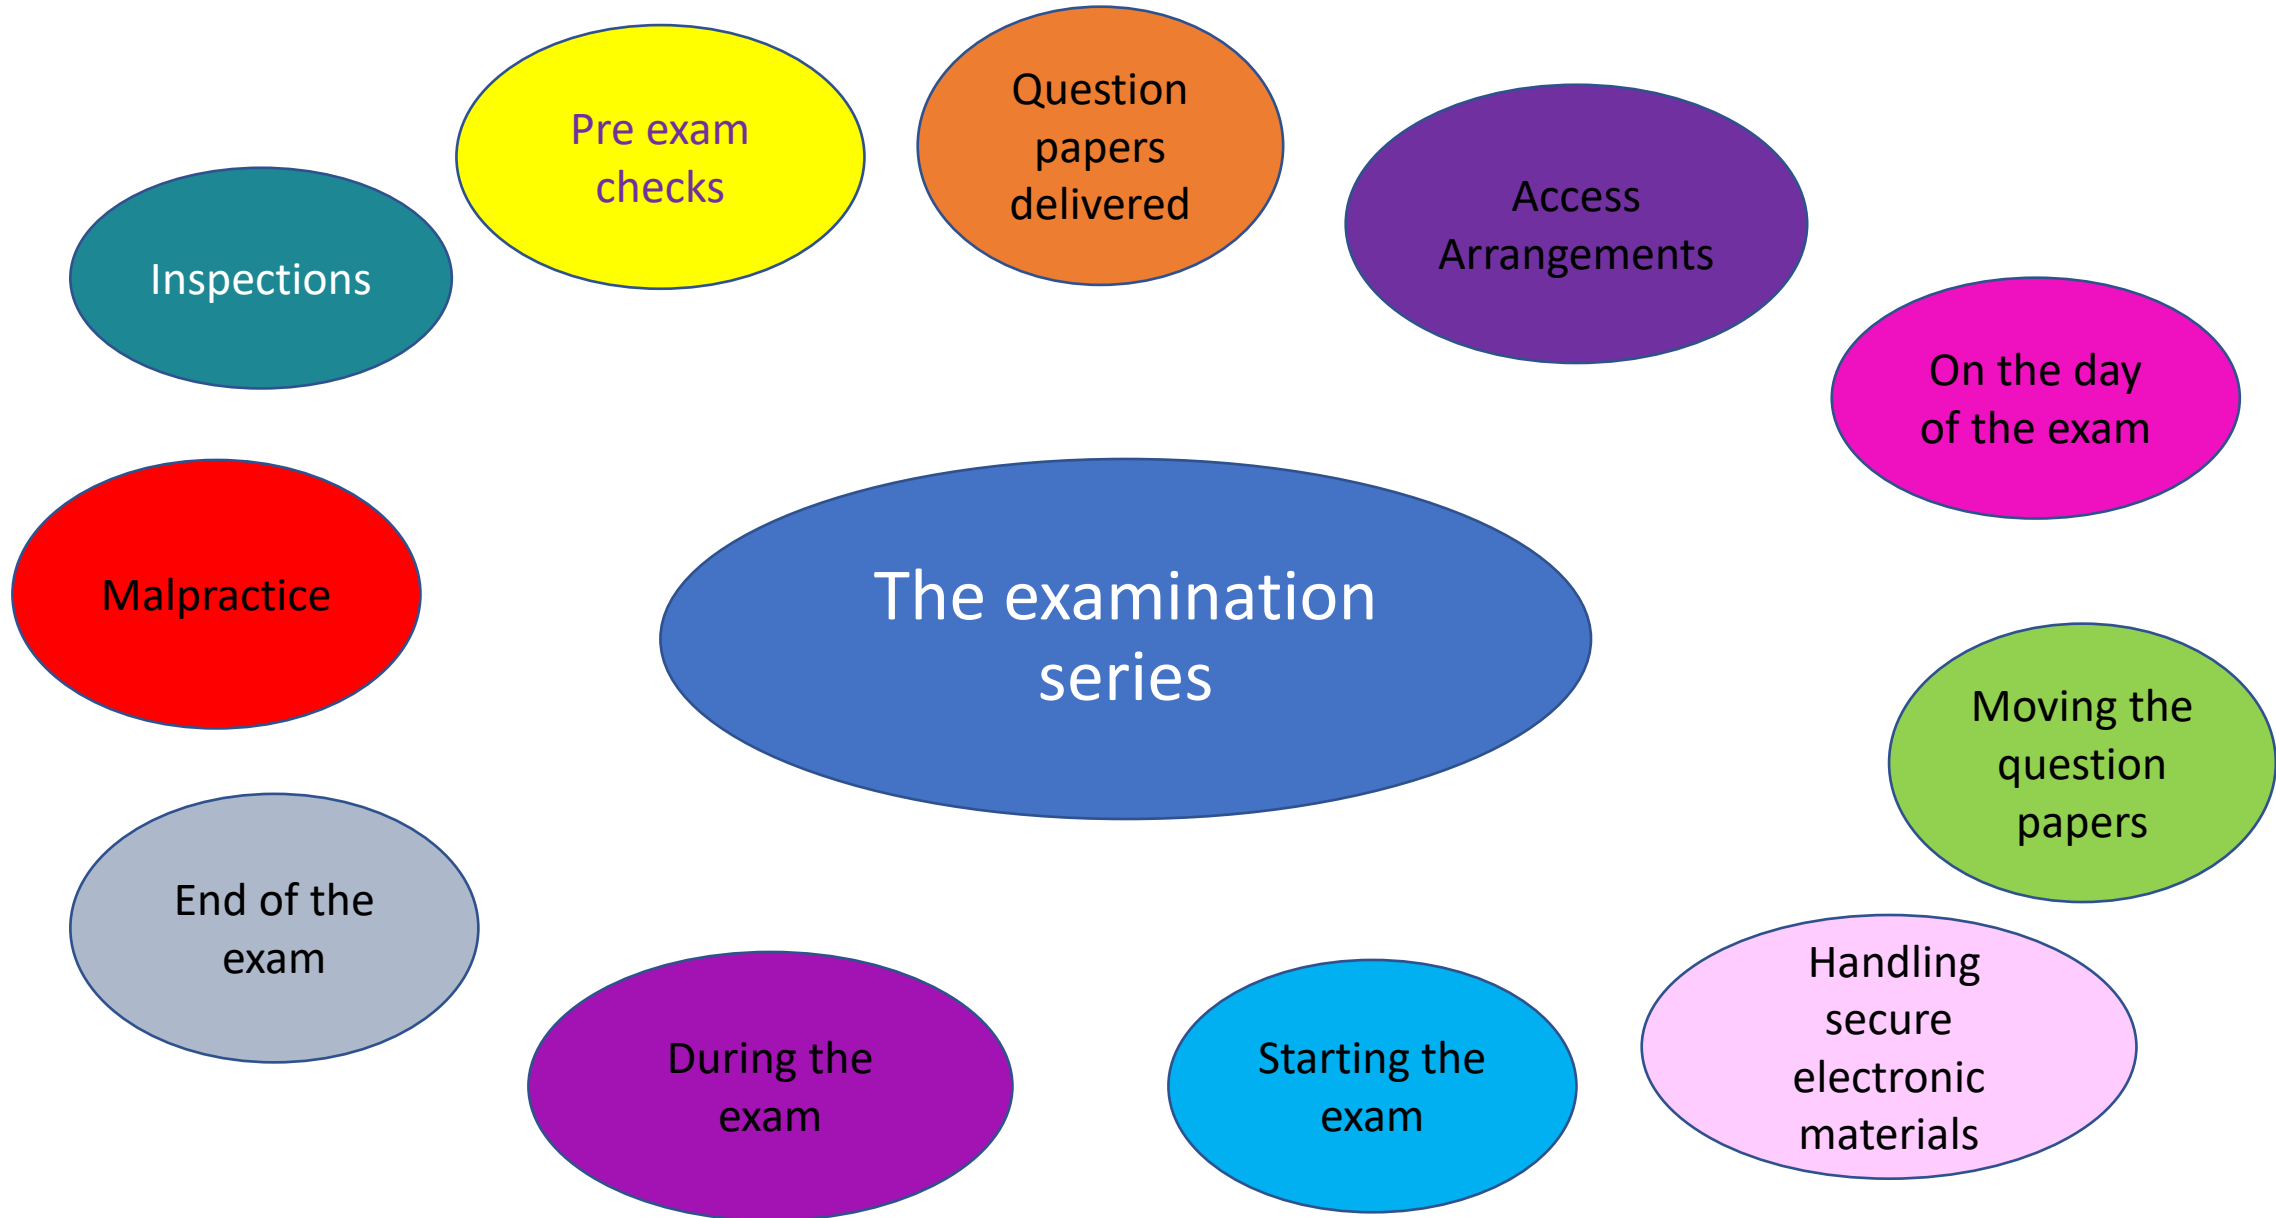 Question
papers
delivered
Pre exam
checks
Access
Arrangements
Inspections
On the day
of the exam
The examination
series
Malpractice
Moving the
question
papers
End of the
exam
Handling
secure
electronic
materials
During the
exam
Starting the
exam